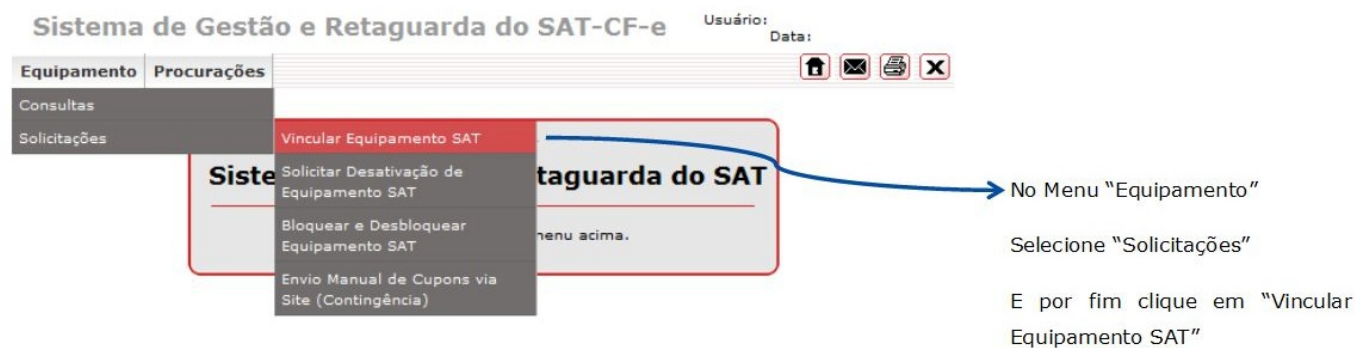 Sistema de Gestão e Retaguarda do SAT-CF-e
Usuário:
Data:
Equipamento Procurações
Consultas
Solicitações
Vincular Equipamento SAT
Solicitar Desativação de
Equipamento SAT
Bloquear e Desbloquear
Equipamento SAT
Envio Manual de Cupons via
Site (Contingência)
Siste taguarda do SAT
enu acima.
No Menu “Equipamento”
Selecione “Solicitações”
E por fim clique em “Vincular
Equipamento SAT”